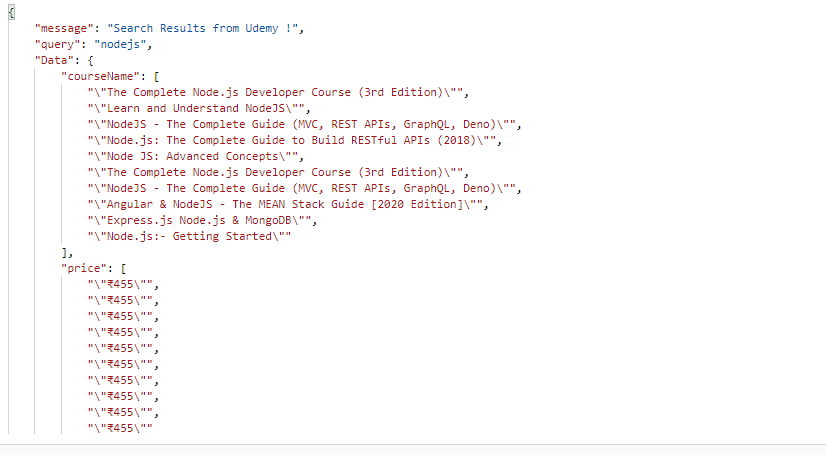 {
"message": "Search Results from Udemy !",
"query": "nodejs",
"Data": {
"courseName": [
"\"The Complete Node.js Developer Course (3rd Edition)\"",
"\"Learn and Understand NodeJS\"",
"\"NodeJS - The Complete Guide (MVC, REST APIs, GraphQL, Deno)\"",
"\"Node.js: The Complete Guide to Build RESTful APIs (2018)\"",
"\"Node JS: Advanced Concepts\"",
"\"The Complete Node.js Developer Course (3rd Edition)\"",
"\"NodeJS - The Complete Guide (MVC, REST APIs, GraphQL, Deno)\"",
"\"Angular & NodeJS - The MEAN Stack Guide [2020 Edition]\"",
"\"Express.js Node.js & MongoDB\"",
"\"Node.js:- Getting Started\""
],
"price": [
"\"₹455\"",
"\"₹455\"",
"\"₹455\"",
"\"₹455\"",
"\"₹455\"",
"\"₹455\"",
"\"₹455\"",
"\"₹455\"",
"\"₹455\"",
"\"₹455\""